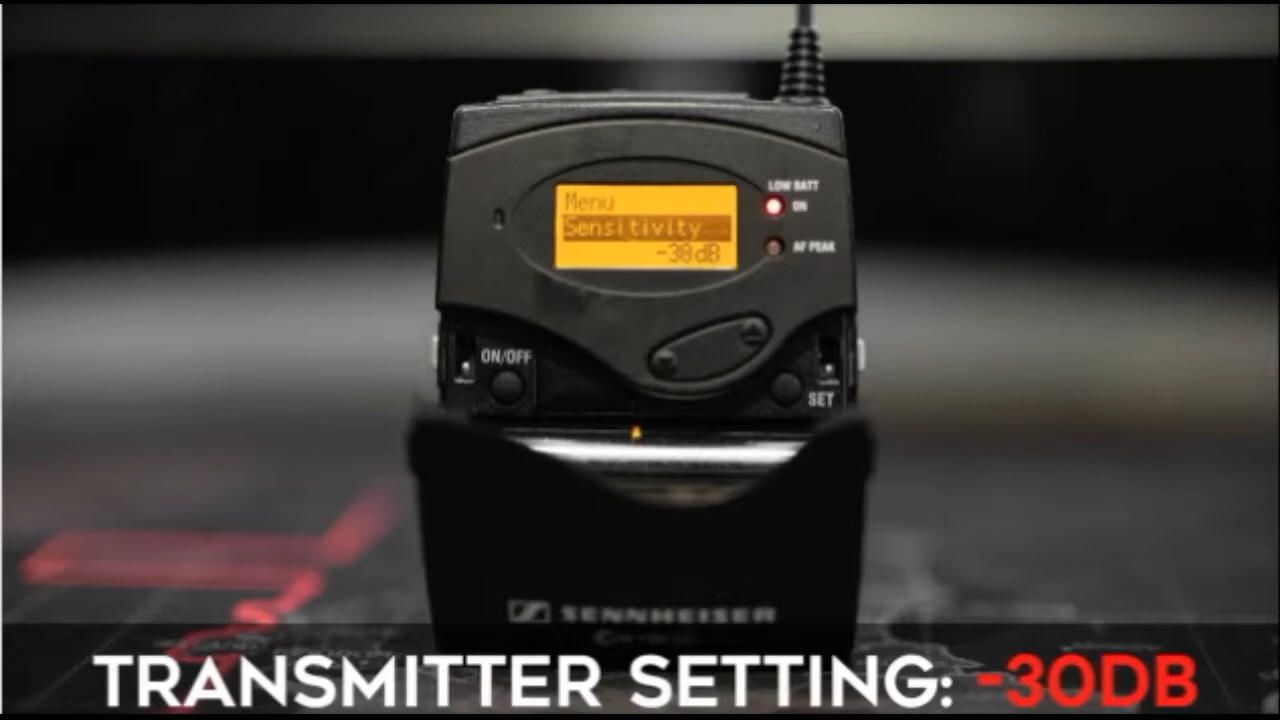 Menu
Sensitivity
-30dB
LOW BATT
ON
AF PEAK
ON/OFF
SET
SENNHEISER
TRANSMITTER SETTING: -30DB